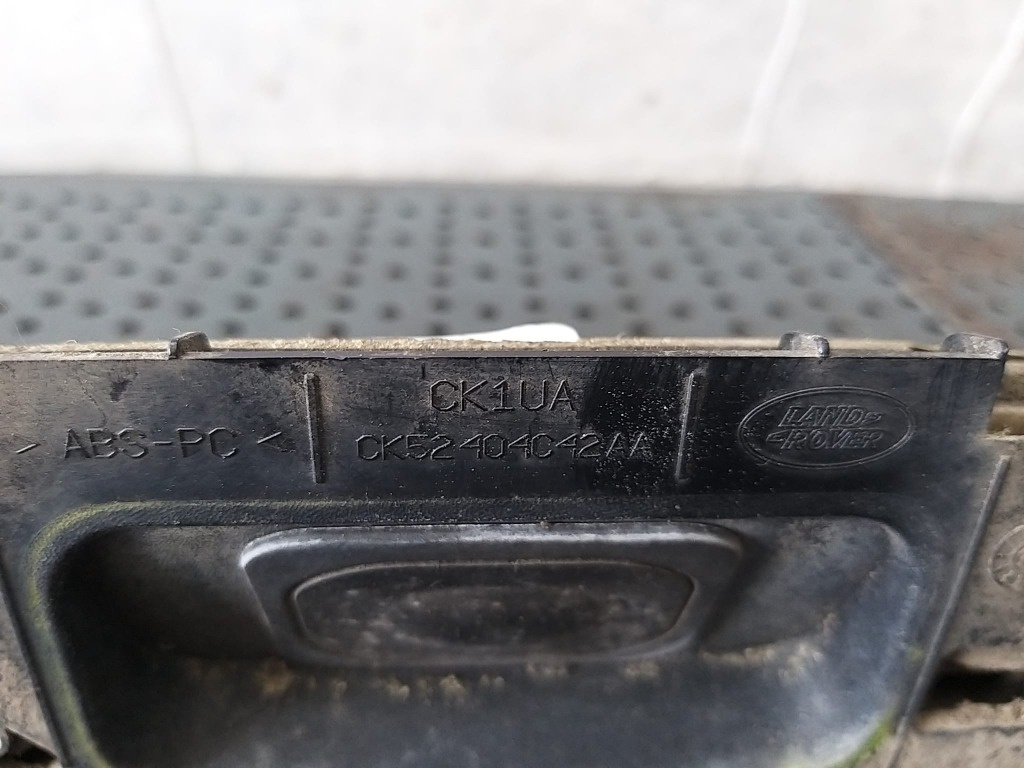 CK1UA
> ABS-PC <
CK52404C42AA
LAND-
-ROVER